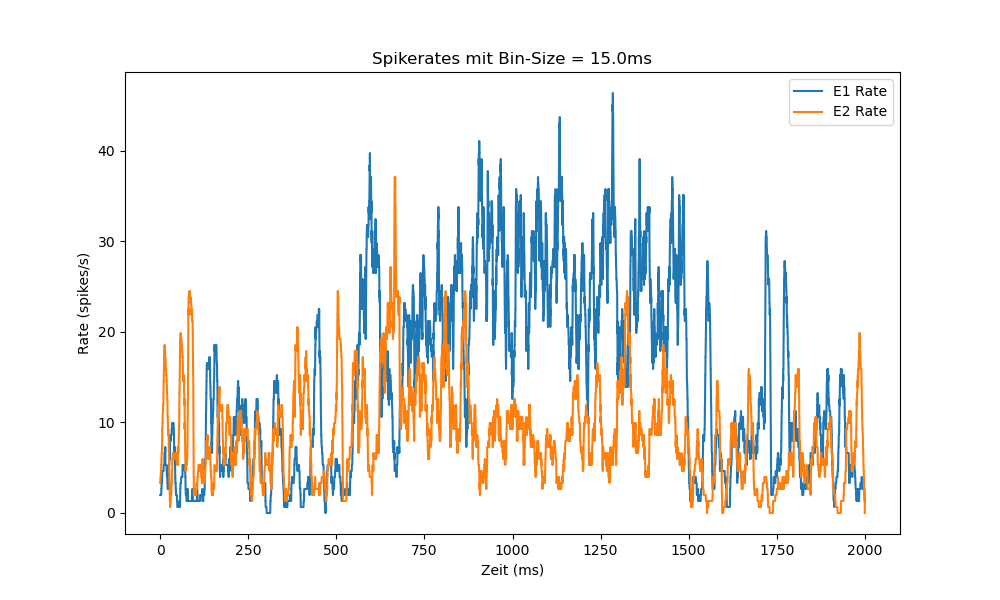 Spikerates mit Bin-Size = 15.0ms
E1 Rate
E2 Rate
Rate (spikes/s)
40
30
20
10
0
0 250 500 750 1000 1250 1500 1750 2000
Zeit (ms)